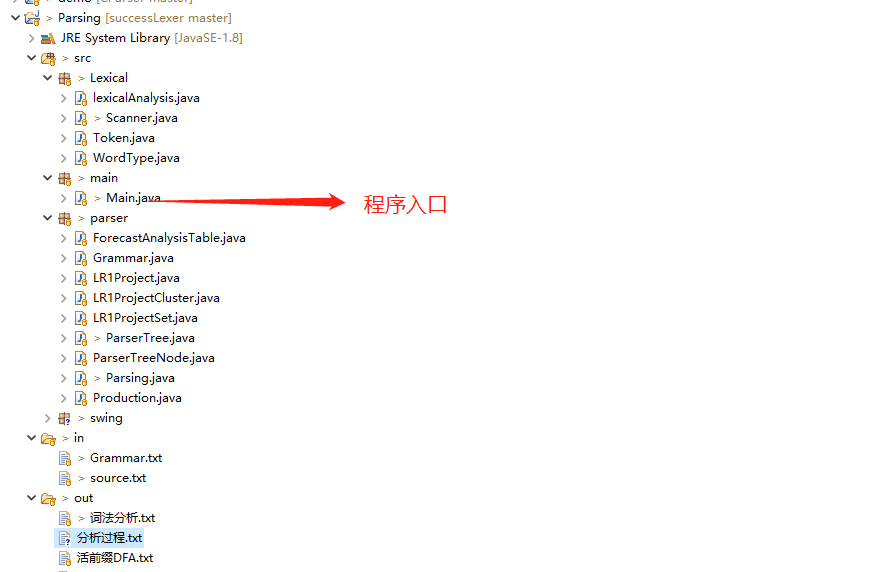 > demo [CParser master]
> Parsing [successLexer master]
JRE System Library [JavaSE-1.8]
> src
> Lexical
lexicalAnalysis.java
> Scanner.java
Token.java
WordType.java
> main
> Main.java 程序入口
> parser
ForecastAnalysisTable.java
Grammar.java
LR1Project.java
LR1ProjectCluster.java
LR1ProjectSet.java
> ParserTree.java
ParserTreeNode.java
> Parsing.java
Production.java
> swing
> in
> Grammar.txt
> source.txt
> out
> 词法分析.txt
分析过程.txt
活前缀DFA.txt